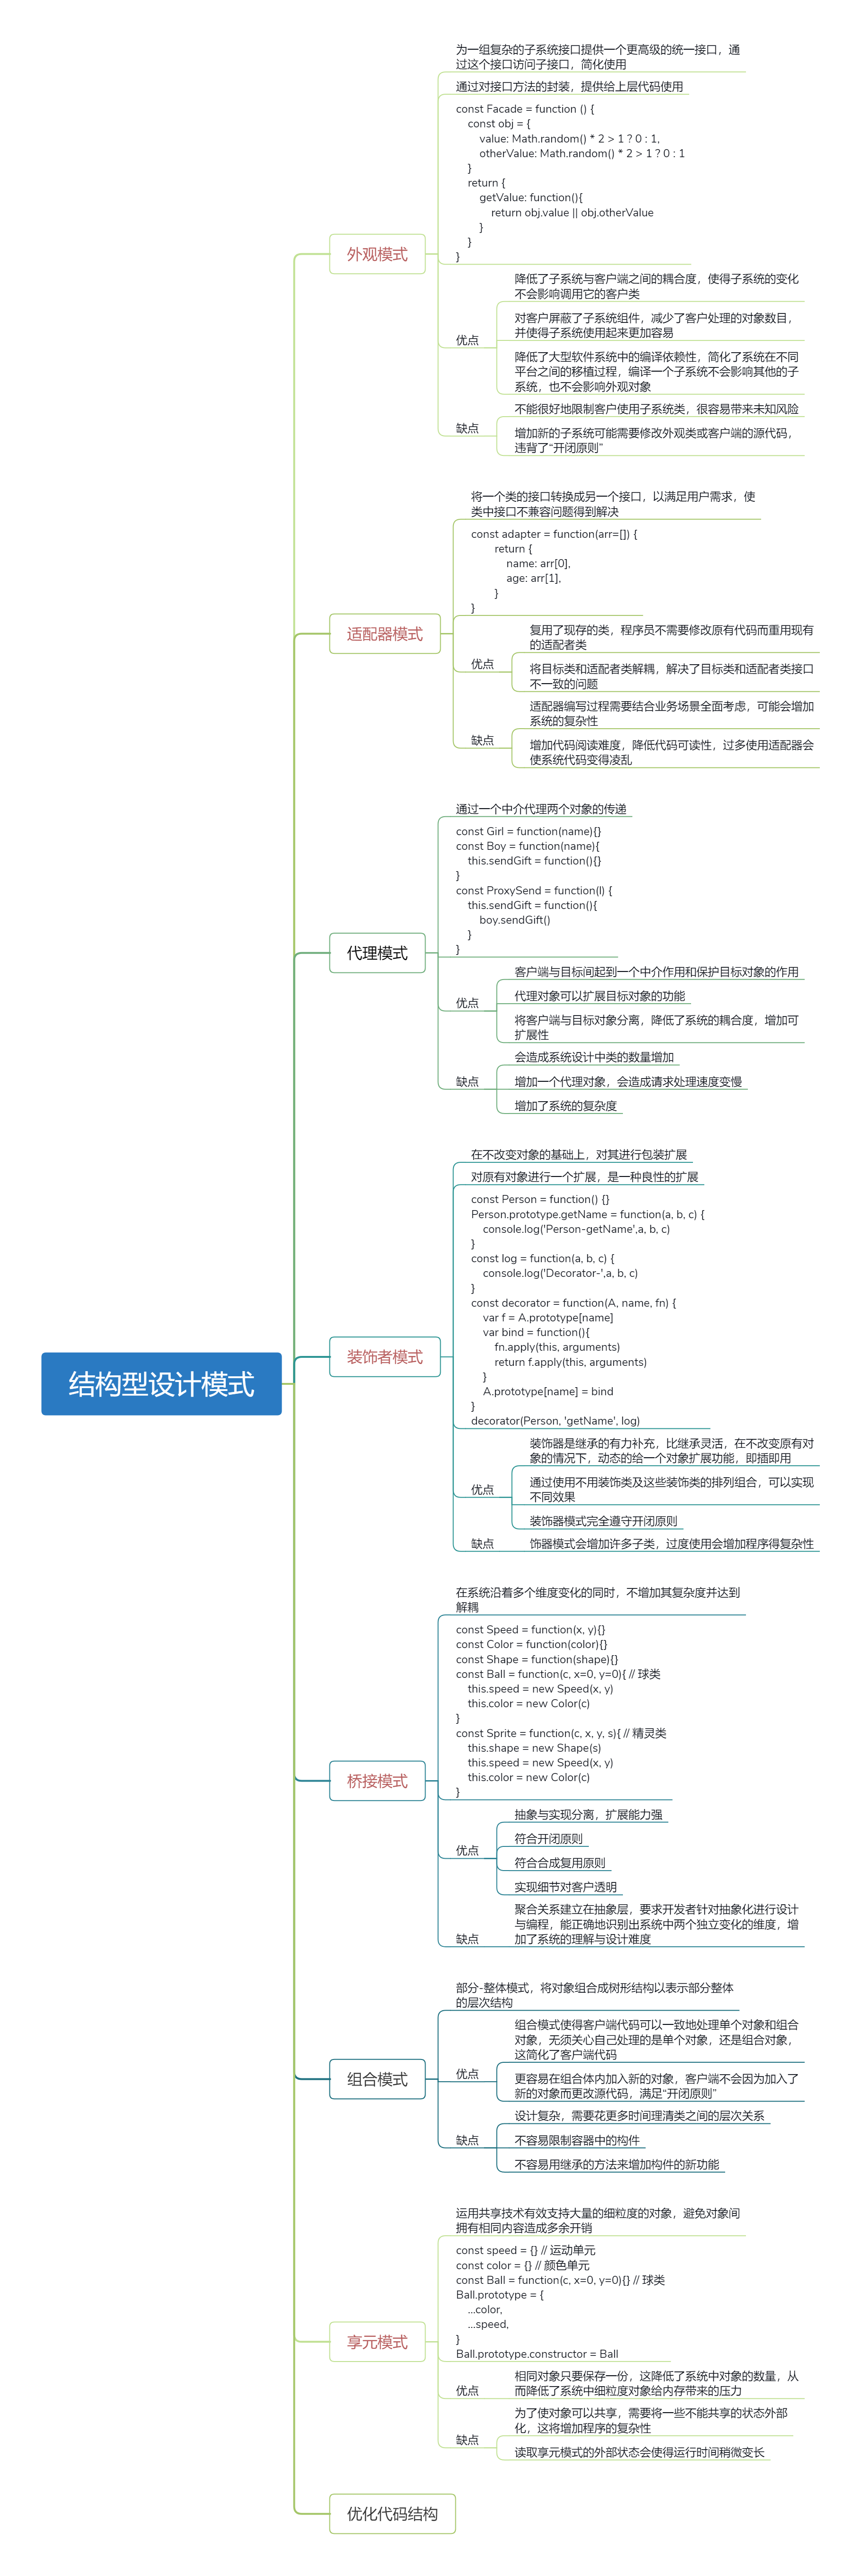 为一组复杂的子系统接口提供一个更高级的统一接口，通
过这个接口访问子接口，简化使用
通过对接口方法的封装，提供给上层代码使用
const Facade = function () {
const obj = {
value: Math.random() * 2 > 1 ? 0 : 1,
otherValue: Math.random() * 2 > 1 ? 0 : 1
}
return {
getValue: function(){
return obj.value || obj.otherValue
}
}
}
外观模式
优点
降低了子系统与客户端之间的耦合度，使得子系统的变化
不会影响调用它的客户类
对客户屏蔽了子系统组件，减少了客户处理的对象数目，
并使得子系统使用起来更加容易
降低了大型软件系统中的编译依赖性，简化了系统在不同
平台之间的移植过程，编译一个子系统不会影响其他的子
系统，也不会影响外观对象
缺点
不能很好地限制客户使用子系统类，很容易带来未知风险
增加新的子系统可能需要修改外观类或客户端的源代码，
违背了“开闭原则”
将一个类的接口转换成另一个接口，以满足用户需求，使
类中接口不兼容问题得到解决
const adapter = function(arr=[]) {
return {
name: arr[0],
age: arr[1],
}
}
适配器模式
优点
复用了现存的类，程序员不需要修改原有代码而重用现有
的适配者类
将目标类和适配者类解耦，解决了目标类和适配者类接口
不一致的问题
缺点
适配器编写过程需要结合业务场景全面考虑，可能会增加
系统的复杂性
增加代码阅读难度，降低代码可读性，过多使用适配器会
使系统代码变得凌乱
通过一个中介代理两个对象的传递
const Girl = function(name){}
const Boy = function(name){
this.sendGift = function(){}
}
const ProxySend = function(l) {
this.sendGift = function(){
boy.sendGift()
}
}
代理模式
优点
客户端与目标间起到一个中介作用和保护目标对象的作用
代理对象可以扩展目标对象的功能
将客户端与目标对象分离，降低了系统的耦合度，增加可
扩展性
缺点
会造成系统设计中类的数量增加
增加一个代理对象，会造成请求处理速度变慢
增加了系统的复杂度
在不改变对象的基础上，对其进行包装扩展
对原有对象进行一个扩展，是一种良性的扩展
const Person = function() {}
Person.prototype.getName = function(a, b, c) {
console.log('Person-getName',a, b, c)
}
const log = function(a, b, c) {
console.log('Decorator-',a, b, c)
}
const decorator = function(A, name, fn) {
var f = A.prototype[name]
var bind = function(){
fn.apply(this, arguments)
return f.apply(this, arguments)
}
A.prototype[name] = bind
}
decorator(Person, 'getName', log)
装饰者模式
结构型设计模式
优点
装饰器是继承的有力补充，比继承灵活，在不改变原有对
象的情况下，动态的给一个对象扩展功能，即插即用
通过使用不用装饰类及这些装饰类的排列组合，可以实现
不同效果
装饰器模式完全遵守开闭原则
缺点
饰器模式会增加许多子类，过度使用会增加程序得复杂性
在系统沿着多个维度变化的同时，不增加其复杂度并达到
解耦
const Speed = function(x, y){}
const Color = function(color){}
const Shape = function(shape){}
const Ball = function(c, x=0, y=0){ // 球类
this.speed = new Speed(x, y)
this.color = new Color(c)
}
const Sprite = function(c, x, y, s){ // 精灵类
this.shape = new Shape(s)
this.speed = new Speed(x, y)
this.color = new Color(c)
}
桥接模式
优点
抽象与实现分离，扩展能力强
符合开闭原则
符合合成复用原则
实现细节对客户透明
缺点
聚合关系建立在抽象层，要求开发者针对抽象化进行设计
与编程，能正确地识别出系统中两个独立变化的维度，增
加了系统的理解与设计难度
部分-整体模式，将对象组合成树形结构以表示部分整体
的层次结构
组合模式
优点
组合模式使得客户端代码可以一致地处理单个对象和组合
对象，无须关心自己处理的是单个对象，还是组合对象，
这简化了客户端代码
更容易在组合体内加入新的对象，客户端不会因为加入了
新的对象而更改源代码，满足“开闭原则”
缺点
设计复杂，需要花更多时间理清类之间的层次关系
不容易限制容器中的构件
不容易用继承的方法来增加构件的新功能
运用共享技术有效支持大量的细粒度的对象，避免对象间
拥有相同内容造成多余开销
const speed = {} // 运动单元
const color = {} // 颜色单元
const Ball = function(c, x=0, y=0){} // 球类
Ball.prototype = {
...color,
...speed,
}
Ball.prototype.constructor = Ball
享元模式
优点
相同对象只要保存一份，这降低了系统中对象的数量，从
而降低了系统中细粒度对象给内存带来的压力
缺点
为了使对象可以共享，需要将一些不能共享的状态外部
化，这将增加程序的复杂性
读取享元模式的外部状态会使得运行时间稍微变长
优化代码结构